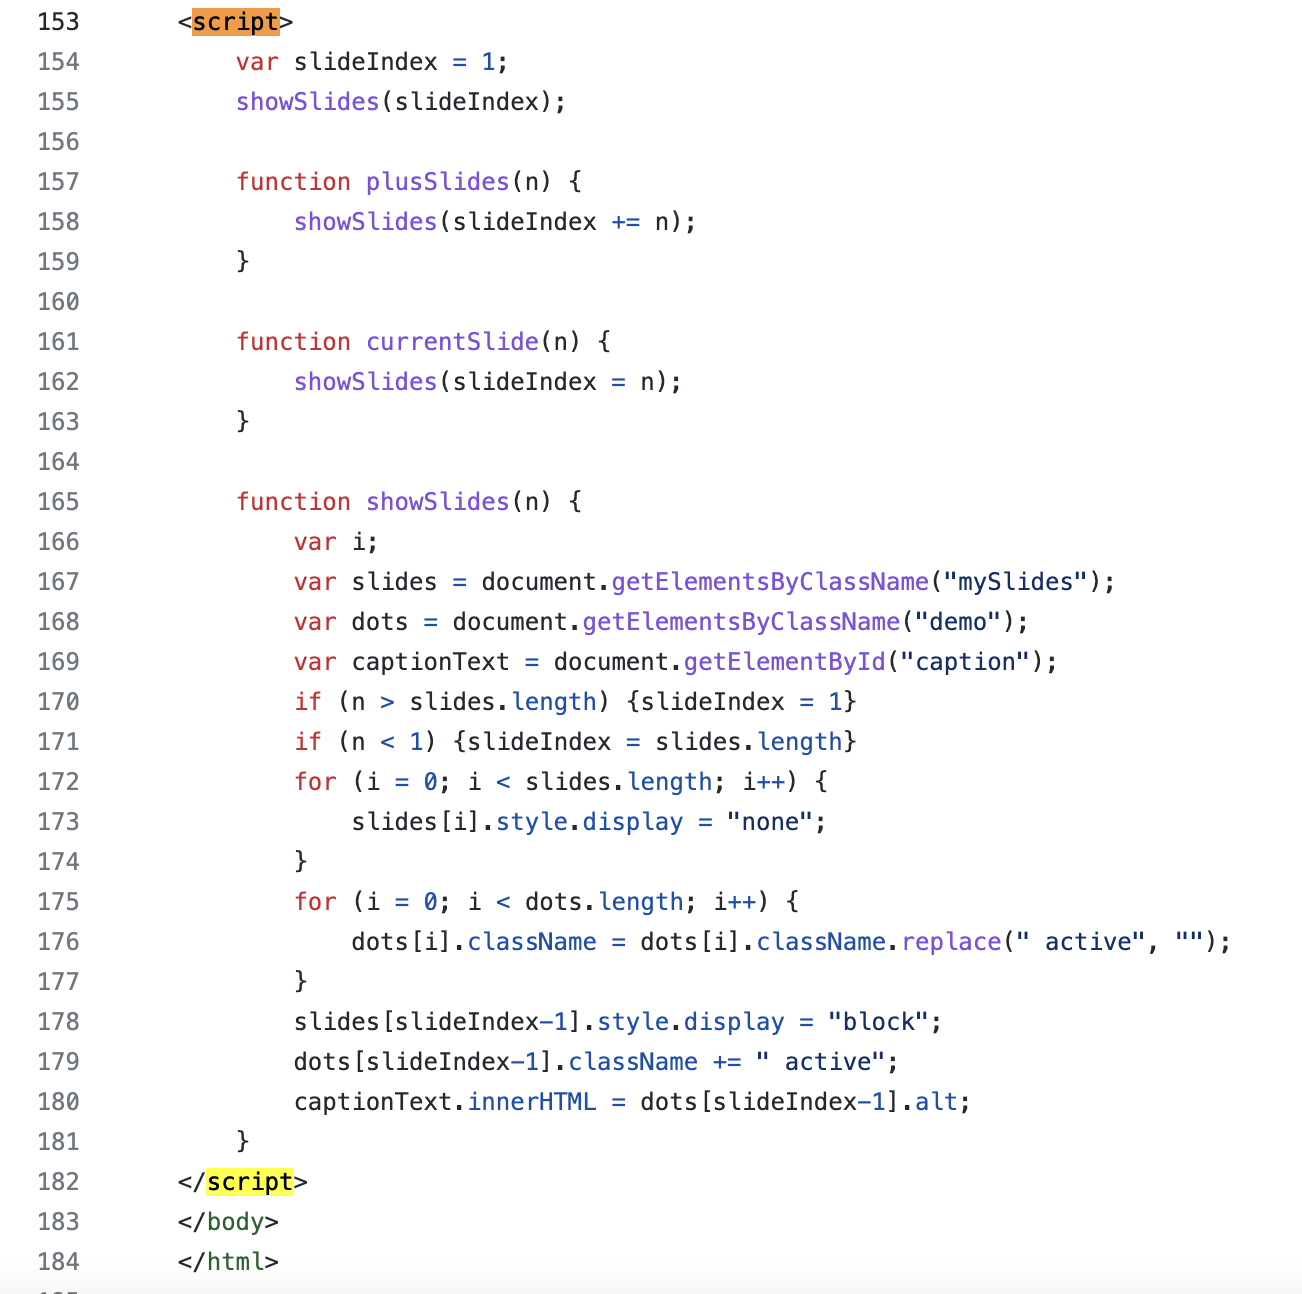 153 <script>
154 var slideIndex = 1;
155 showSlides(slideIndex);
156
157 function plusSlides(n) {
158 showSlides(slideIndex += n);
159 }
160
161 function currentSlide(n) {
162 showSlides(slideIndex = n);
163 }
164
165 function showSlides(n) {
166 var i;
167 var slides = document.getElementsByClassName("mySlides");
168 var dots = document.getElementsByClassName("demo");
169 var captionText = document.getElementById("caption");
170 if (n > slides.length) {slideIndex = 1}
171 if (n < 1) {slideIndex = slides.length}
172 for (i = 0; i < slides.length; i++) {
173 slides[i].style.display = "none";
174 }
175 for (i = 0; i < dots.length; i++) {
176 dots[i].className = dots[i].className.replace(" active", "");
177 }
178 slides[slideIndex-1].style.display = "block";
179 dots[slideIndex-1].className += " active";
180 captionText.innerHTML = dots[slideIndex-1].alt;
181 }
182 </script>
183 </body>
184 </html>